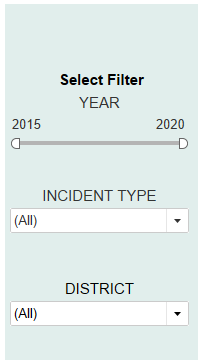 Select Filter
YEAR
2015 2020
INCIDENT TYPE
(All)
DISTRICT
(All)